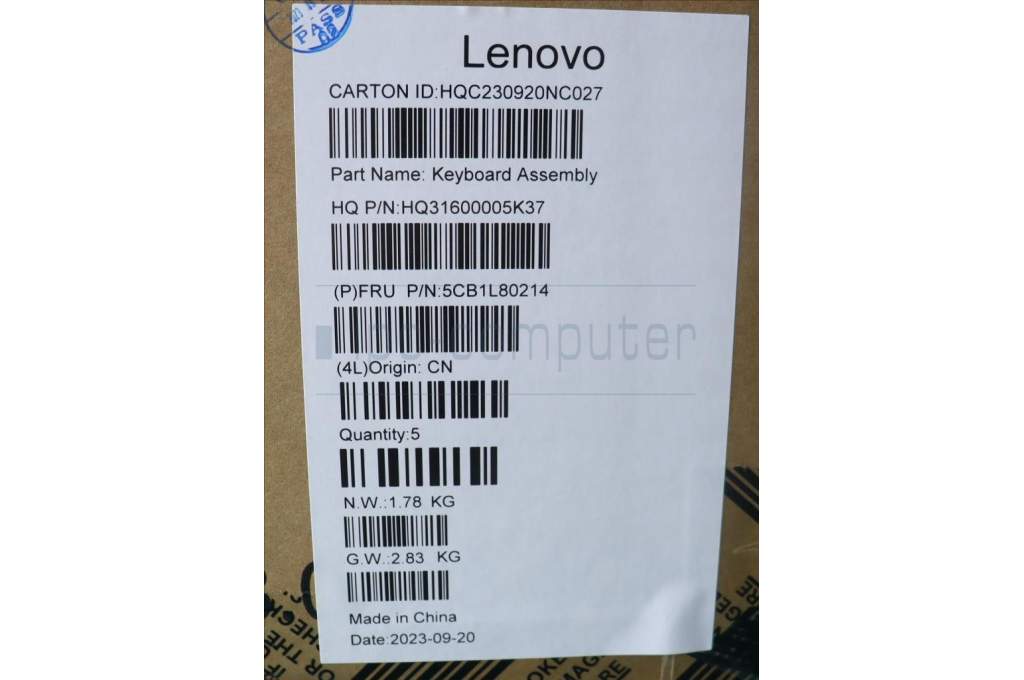 Lenovo
CARTON ID:HQC230920NC027
Part Name: Keyboard Assembly
HQ P/N:HQ31600005K37
(P)FRU P/N:5CB1L80214
computer
(4L)Origin: CN
Quantity:5
N.W.:1.78 KG
G.W.:2.83 KG
Made in China
Date:2023-09-20